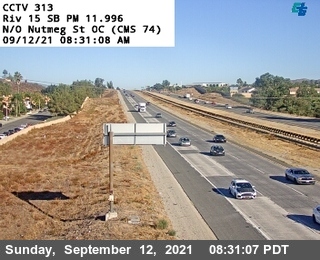 CCTV 313
Riv 15 SB PM 11.996
N/O Nutmeg St OC (CMS 74)
09/12/21 08:31:08 AM
Sunday, September 12, 2021 08:31:07 PDT